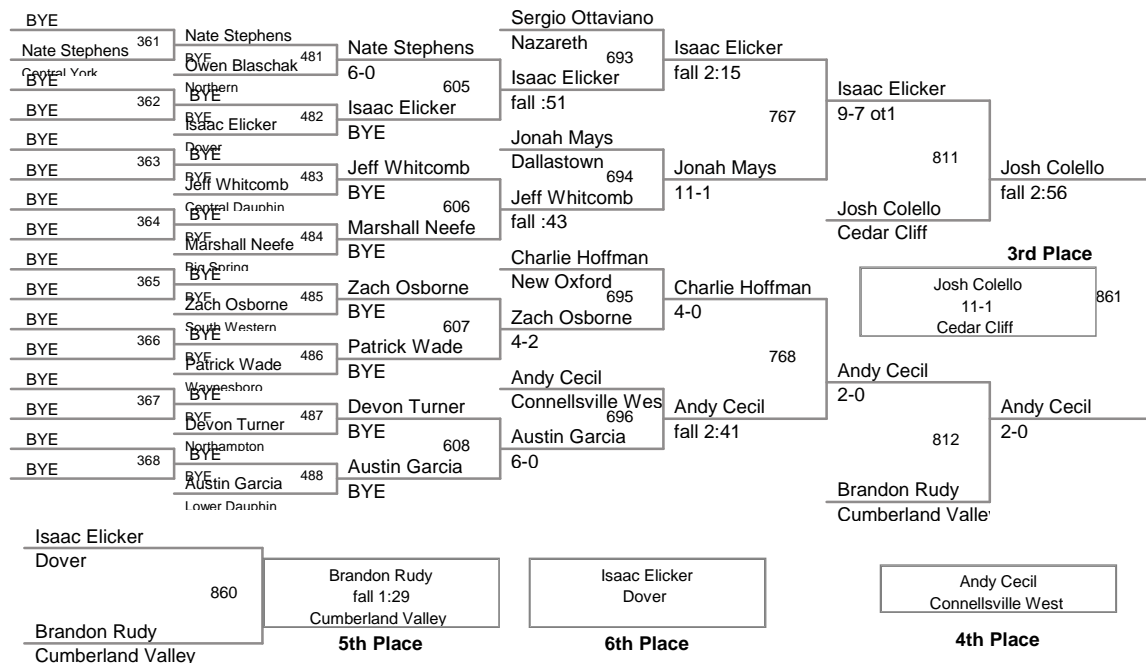 BYE
361
Nate Stephens
Central York
BYE
362
BYE
BYE
363
BYE
BYE
364
BYE
BYE
365
BYE
BYE
366
BYE
BYE
367
BYE
BYE
368
BYE
Nate Stephens
BYE
481
Owen Blaschak
Northern
BYE
BYE
482
Isaac Elicker
Dover
BYE
BYE
483
Jeff Whitcomb
Central Dauphin
BYE
BYE
484
Marshall Neefe
Big Spring
BYE
BYE
485
Zach Osborne
South Western
BYE
BYE
486
Patrick Wade
Waynesboro
BYE
BYE
487
Devon Turner
Northampton
BYE
BYE
488
Austin Garcia
Lower Dauphin
Nate Stephens
6-0
605
Isaac Elicker
BYE
Jeff Whitcomb
BYE
606
Marshall Neefe
BYE
Zach Osborne
BYE
607
Patrick Wade
BYE
Devon Turner
BYE
608
Austin Garcia
BYE
Sergio Ottaviano
Nazareth
693
Isaac Elicker
fall :51
Jonah Mays
Dallastown
694
Jeff Whitcomb
fall :43
Charlie Hoffman
New Oxford
695
Zach Osborne
4-2
Andy Cecil
Connellsville Wes
696
Austin Garcia
6-0
Isaac Elicker
fall 2:15
767
Jonah Mays
11-1
Charlie Hoffman
4-0
768
Andy Cecil
fall 2:41
Isaac Elicker
9-7 ot1
811
Josh Colello
Cedar Cliff
Andy Cecil
2-0
812
Brandon Rudy
Cumberland Valle
Josh Colello
fall 2:56
3rd Place
Josh Colello
11-1
Cedar Cliff
861
Andy Cecil
2-0
Isaac Elicker
Dover
860
Brandon Rudy
Cumberland Valley
Brandon Rudy
fall 1:29
Cumberland Valley
5th Place
Isaac Elicker
Dover
6th Place
Andy Cecil
Connellsville West
4th Place